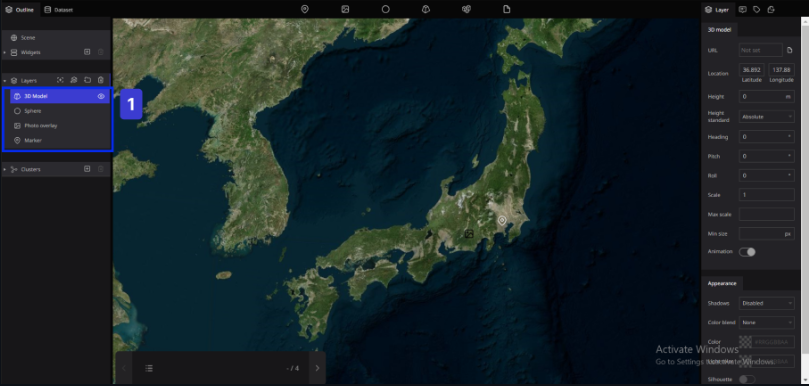 Outline
Dataset
Layer
Scene
Widgets
Layers
3D Model
1
Sphere
Photo overlay
Marker
Clusters
- / 4
3D model
URL Not set
Location 36.892 137.88
Latitude Longitude
Height 0 m
Height standard Absolute
Heading 0 °
Pitch 0 °
Roll 0 °
Scale 1
Max scale
Min size px
Animation
Appearance
Shadows Disabled
Color blend None
Color
Silhouette
Activate Windows
Go to Settings to activate Windows.